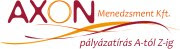 AXON Menedzsment Kft.
pályázatírás A-tól Z-ig